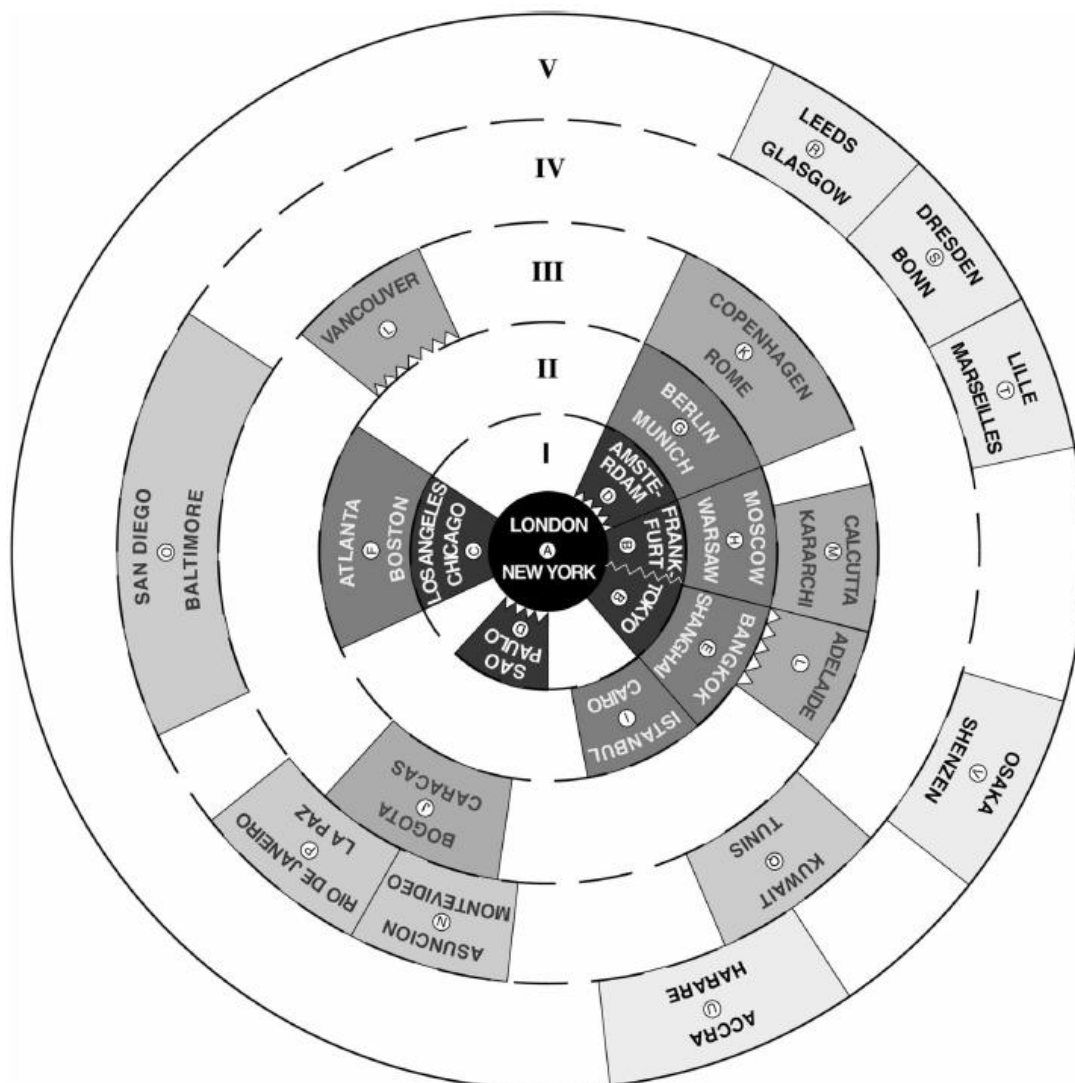 V
IV
III
II
I
LEEDS
R
GLASGOW
DRESDEN
S
BONN
LILLE
T
MARSEILLES
VANCOUVER
L
COPENHAGEN
K
ROME
BERLIN
G
MUNICH
AMSTE-
RDAM
D
FRANK-
FURT
B
TOKYO
B
MOSCOW
H
WARSAW
CALCUTTA
M
KARARCHI
ADELAIDE
L
BANGKOK
E
SHANGHAI
ISTANBUL
I
CAIRO
LONDON
A
NEW YORK
LOS ANGELES
CHICAGO
C
ATLANTA
F
BOSTON
SAN DIEGO
O
BALTIMORE
SAO
PAULO
D
CARACAS
J
BOGOTA
LA PAZ
P
RIO DE JANEIRO
MONTEVIDEO
N
ASUNCION
TUNIS
Q
KUWAIT
OSAKA
V
SHENZEN
HARARE
U
ACCRA